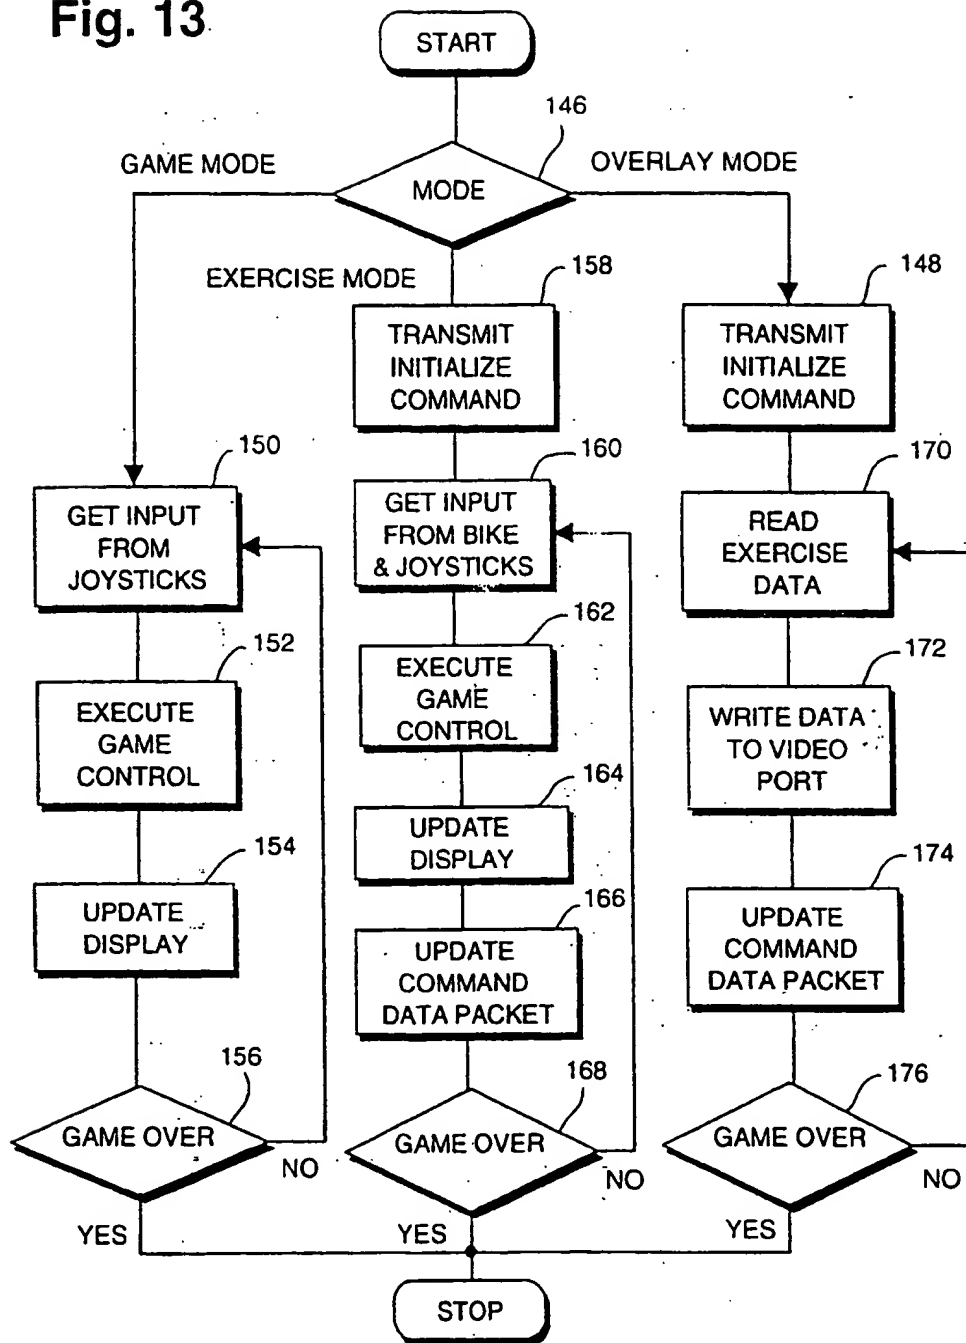 Fig. 13
START
146
GAME MODE
MODE
OVERLAY MODE
EXERCISE MODE
158
TRANSMIT
INITIALIZE
COMMAND
148
TRANSMIT
INITIALIZE
COMMAND
150
GET INPUT
FROM
JOYSTICKS
160
GET INPUT
FROM BIKE
& JOYSTICKS
170
READ
EXERCISE
DATA
152
EXECUTE
GAME
CONTROL
162
EXECUTE
GAME
CONTROL
172
WRITE DATA
TO VIDEO
PORT
154
UPDATE
DISPLAY
164
UPDATE
DISPLAY
166
UPDATE
COMMAND
DATA PACKET
174
UPDATE
COMMAND
DATA PACKET
156
GAME OVER
NO
YES
168
GAME OVER
NO
YES
176
GAME OVER
NO
YES
STOP